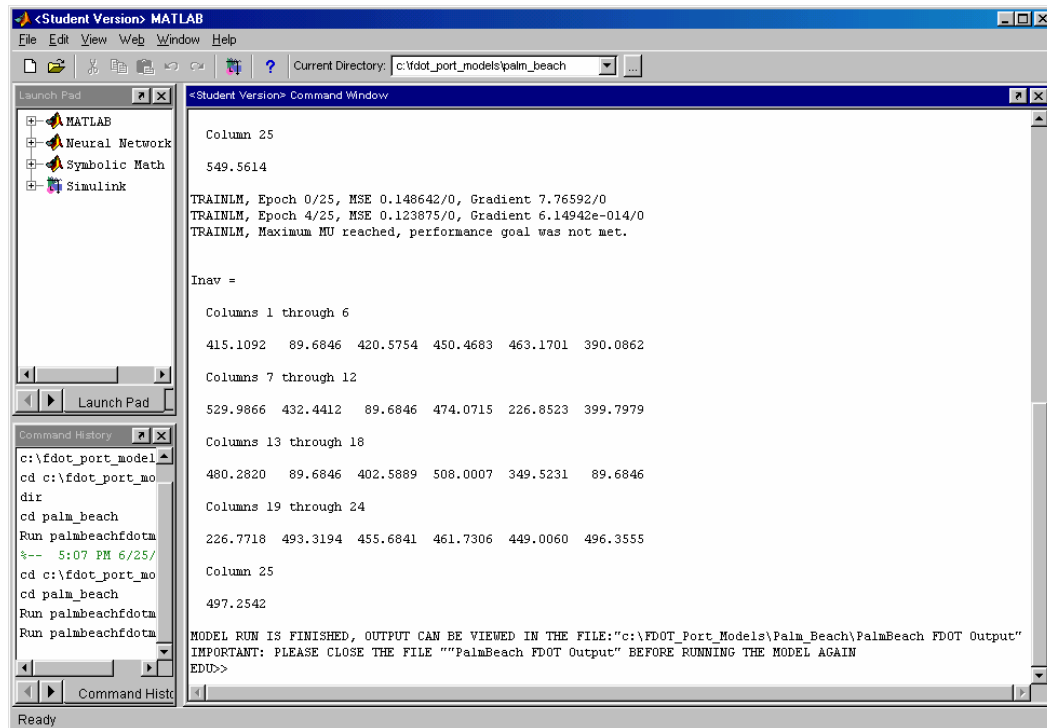 <Student Version> MATLAB
File Edit View Web Window Help
? Current Directory: c:\fdot_port_models\palm_beach ...
Launch Pad
MATLAB
Neural Network
Symbolic Math
Simulink
Launch Pad
Command History
c:\fdot_port_model
cd c:\fdot_port_mo
dir
cd palm_beach
Run palmbeachfdotm
%-- 5:07 PM 6/25/
cd c:\fdot_port_mo
cd palm_beach
Run palmbeachfdotm
Run palmbeachfdotm
Command Histo
<Student Version> Command Window
Column 25
549.5614
TRAINLM, Epoch 0/25, MSE 0.148642/0, Gradient 7.76592/0
TRAINLM, Epoch 4/25, MSE 0.123875/0, Gradient 6.14942e-014/0
TRAINLM, Maximum MU reached, performance goal was not met.
Inav =
Columns 1 through 6
415.1092 89.6846 420.5754 450.4683 463.1701 390.0862
Columns 7 through 12
529.9866 432.4412 89.6846 474.0715 226.8523 399.7979
Columns 13 through 18
480.2820 89.6846 402.5889 508.0007 349.5231 89.6846
Columns 19 through 24
226.7718 493.3194 455.6841 461.7306 449.0060 496.3555
Column 25
497.2542
MODEL RUN IS FINISHED, OUTPUT CAN BE VIEWED IN THE FILE:"c:\FDOT_Port_Models\Palm_Beach\PalmBeach FDOT Output"
IMPORTANT: PLEASE CLOSE THE FILE ""PalmBeach FDOT Output" BEFORE RUNNING THE MODEL AGAIN
EDU>>
Ready